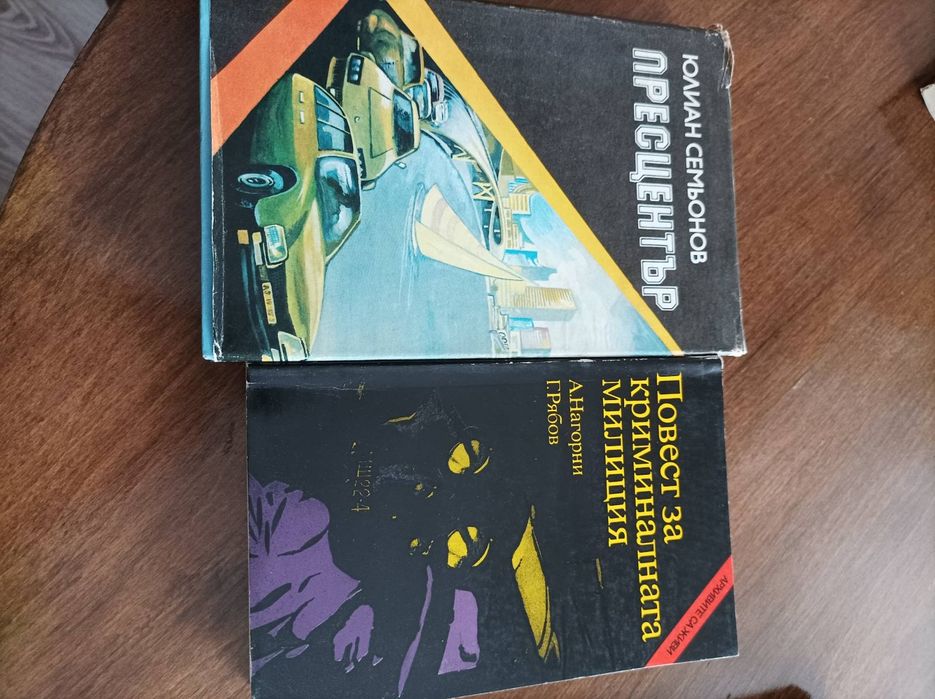 ЮЛИАН СЕМЬОНОВ
ПРЕСЦЕНТЪР
Повест за
криминалната
милиция
А.Нагорни
Г.Рябов
АРХИВИТЕ СА ЖИВИ